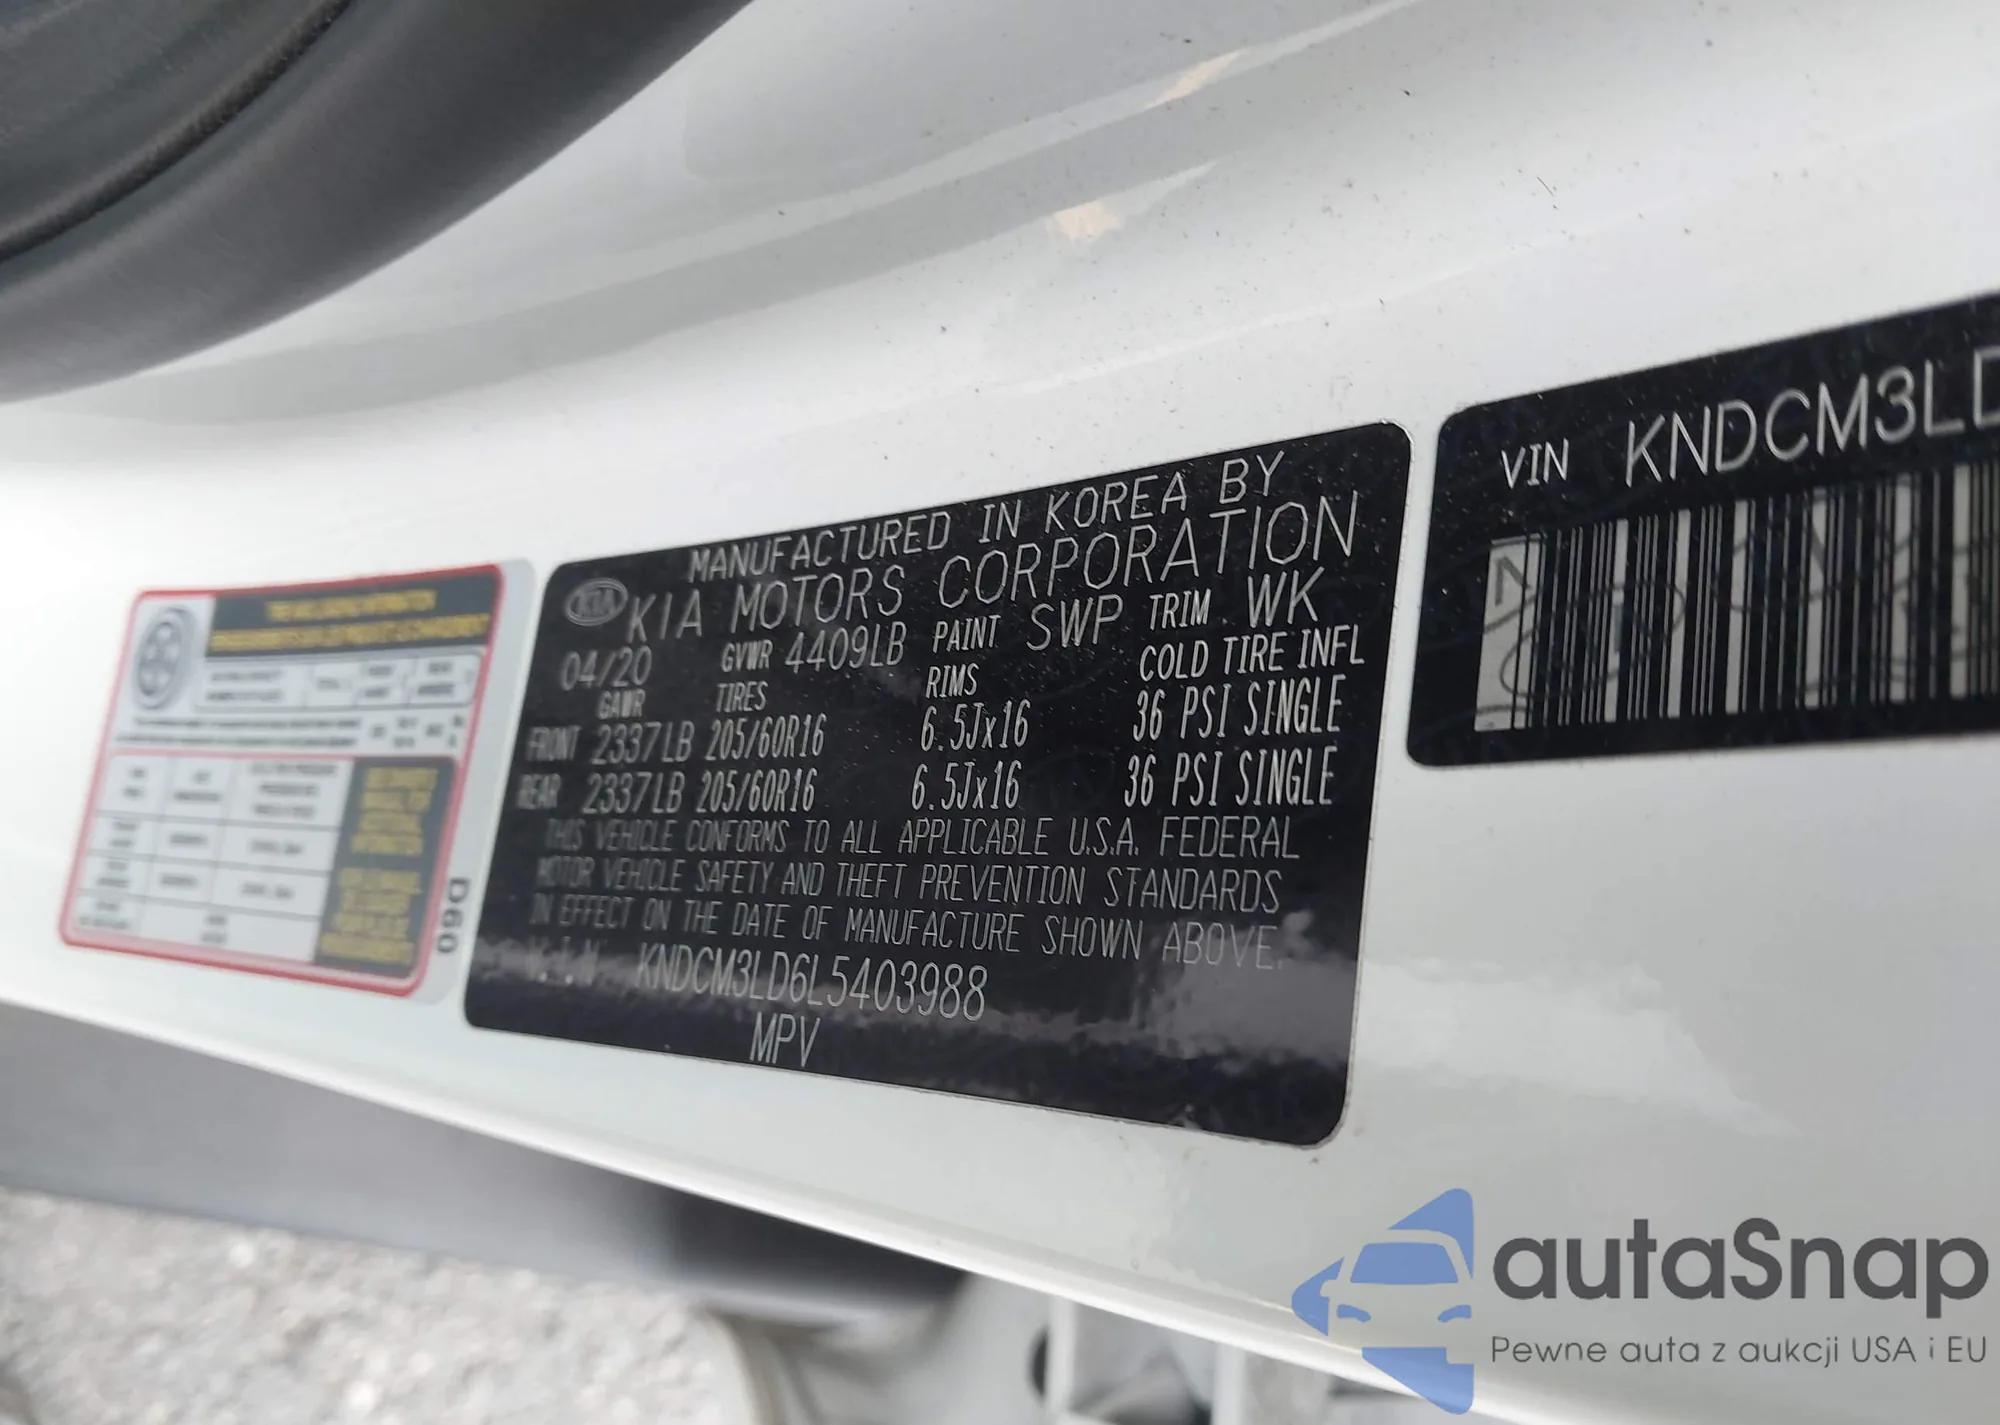 MANUFACTURED IN KOREA BY
KIA KIA MOTORS CORPORATION
04/20 GVWR 4409LB PAINT SWP TRIM WK
GAWR TIRES RIMS COLD TIRE INFL
FRONT 2337LB 205/60R16 6.5Jx16 36 PSI SINGLE
REAR 2337LB 205/60R16 6.5Jx16 36 PSI SINGLE
THIS VEHICLE CONFORMS TO ALL APPLICABLE U.S.A. FEDERAL
MOTOR VEHICLE SAFETY AND THEFT PREVENTION STANDARDS
IN EFFECT ON THE DATE OF MANUFACTURE SHOWN ABOVE.
V.I.N KNDCM3LD6L5403988
MPV
VIN KNDCM3LD
D60
autaSnap
Pewne auta z aukcji USA i EU